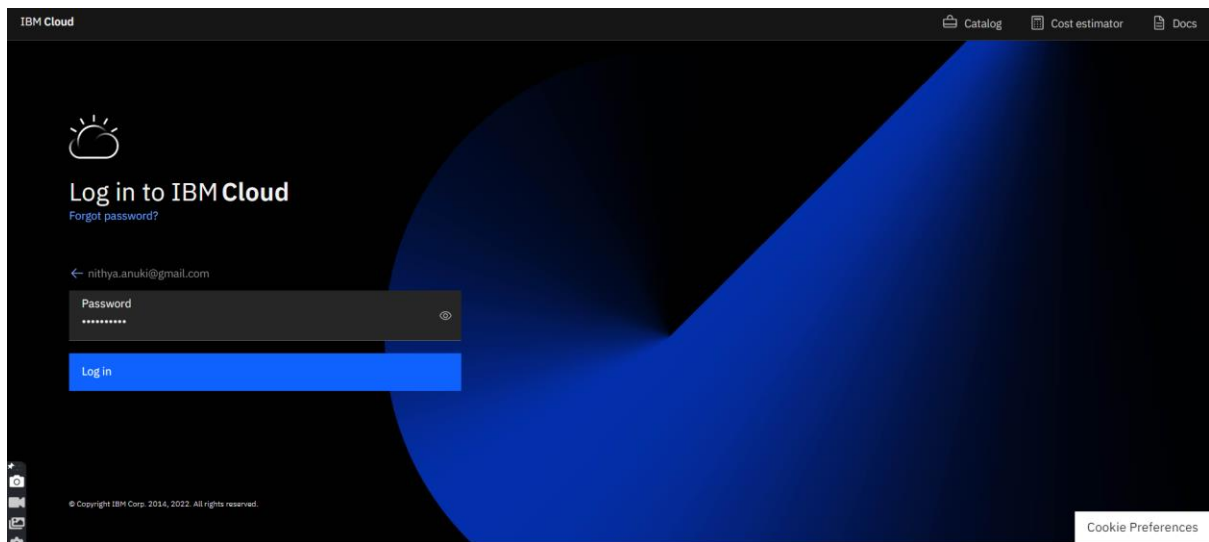 IBM Cloud
Catalog
Cost estimator
Docs
Log in to IBM Cloud
Forgot password?
← nithya.anuki@gmail.com
Password
••••••••••
Log in
© Copyright IBM Corp. 2014, 2022. All rights reserved.
Cookie Preferences